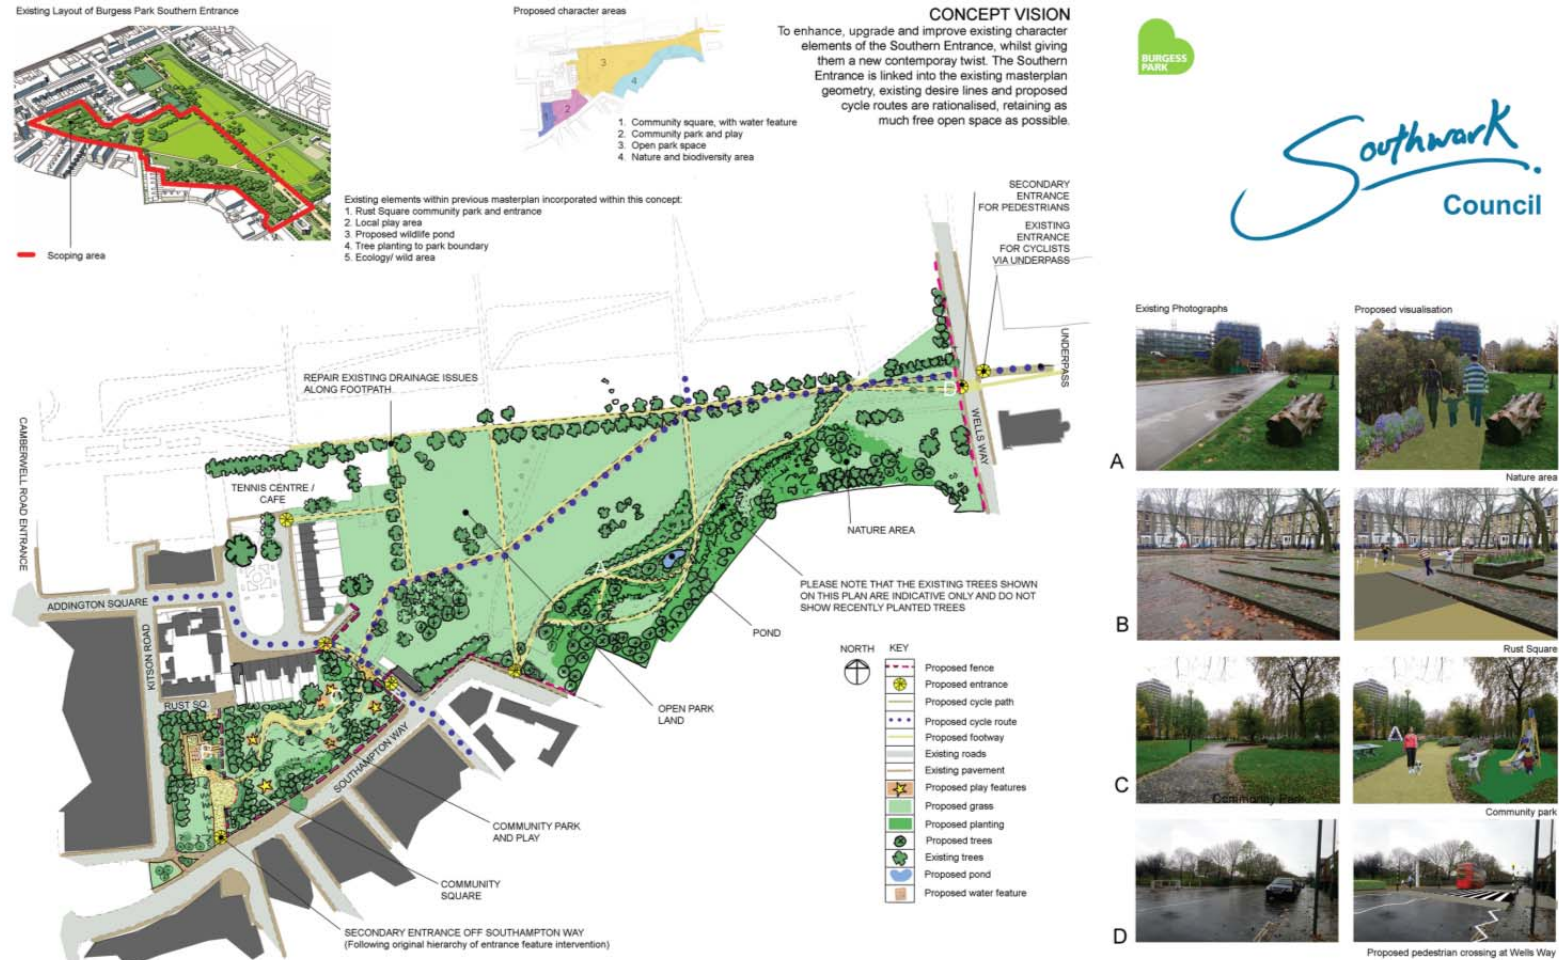 Existing Layout of Burgess Park Southern Entrance
Scoping area
Proposed character areas
3
4
2
1
1. Community square, with water feature
2. Community park and play
3. Open park space
4. Nature and biodiversity area
CONCEPT VISION
To enhance, upgrade and improve existing character
elements of the Southern Entrance, whilst giving
them a new contemporay twist. The Southern
Entrance is linked into the existing masterplan
geometry, existing desire lines and proposed
cycle routes are rationalised, retaining as
much free open space as possible.
Existing elements within previous masterplan incorporated within this concept:
1. Rust Square community park and entrance
2. Local play area
3. Proposed wildlife pond
4. Tree planting to park boundary
5. Ecology/ wild area
SECONDARY
ENTRANCE
FOR PEDESTRIANS
EXISTING
ENTRANCE
FOR CYCLISTS
VIA UNDERPASS
UNDERPASS
WELLS WAY
D
REPAIR EXISTING DRAINAGE ISSUES
ALONG FOOTPATH
CAMBERWELL ROAD ENTRANCE
TENNIS CENTRE /
CAFE
NATURE AREA
A
PLEASE NOTE THAT THE EXISTING TREES SHOWN
ON THIS PLAN ARE INDICATIVE ONLY AND DO NOT
SHOW RECENTLY PLANTED TREES
ADDINGTON SQUARE
KITSON ROAD
POND
RUST SQ.
C
B
OPEN PARK
LAND
SOUTHAMPTON WAY
COMMUNITY PARK
AND PLAY
COMMUNITY
SQUARE
SECONDARY ENTRANCE OFF SOUTHAMPTON WAY
(Following original hierarchy of entrance feature intervention)
NORTH
KEY
Proposed fence
Proposed entrance
Proposed cycle path
Proposed cycle route
Proposed footway
Existing roads
Existing pavement
Proposed play features
Proposed grass
Proposed planting
Proposed trees
Existing trees
Proposed pond
Proposed water feature
BURGESS
PARK
Southwark
Council
Existing Photographs
Proposed visualisation
A
Nature area
B
Rust Square
C
Community Park
Community park
D
Proposed pedestrian crossing at Wells Way